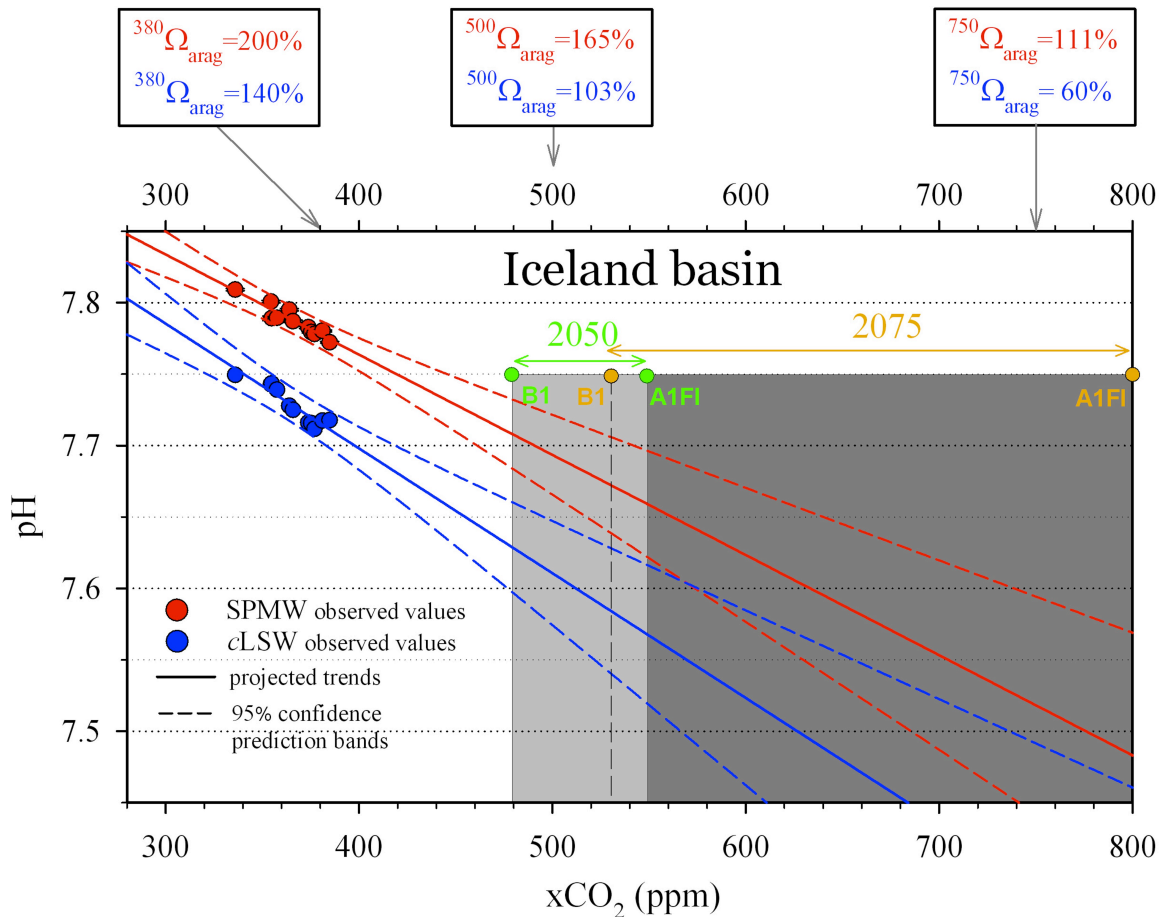 ³⁸⁰Ωarag=200%
³⁸⁰Ωarag=140%
⁵⁰⁰Ωarag=165%
⁵⁰⁰Ωarag=103%
⁷⁵⁰Ωarag=111%
⁷⁵⁰Ωarag= 60%
300 400 500 600 700 800
Iceland basin
7.8
7.7
7.6
7.5
pH
2050
2075
B1 B1 A1FI A1FI
SPMW observed values
cLSW observed values
projected trends
95% confidence
prediction bands
300 400 500 600 700 800
xCO₂ (ppm)